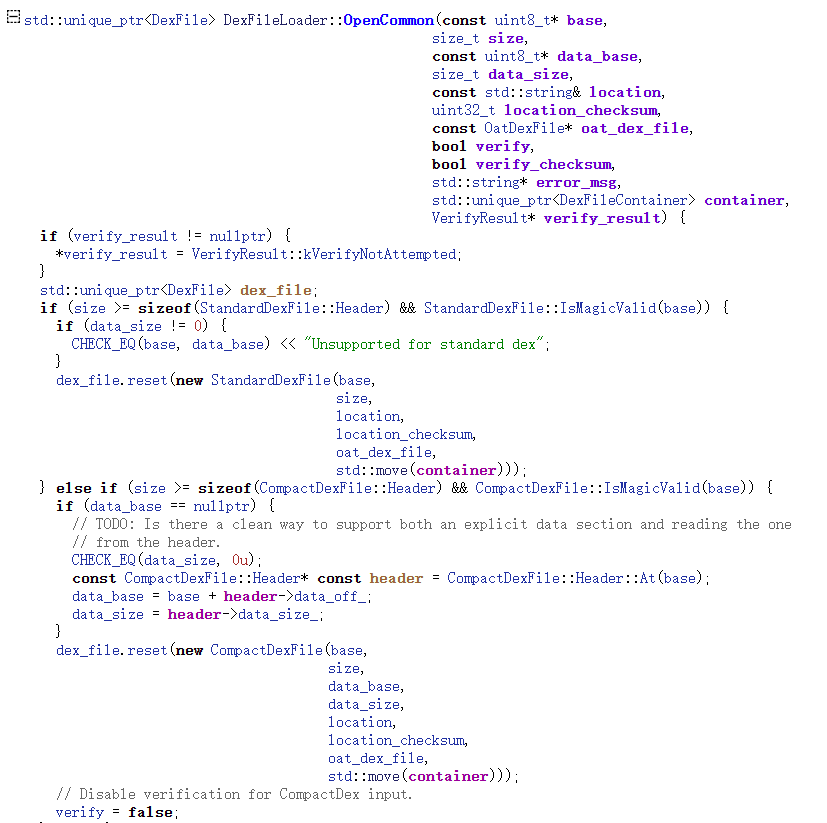 std::unique_ptr<DexFile> DexFileLoader::OpenCommon(const uint8_t* base,
                                                   size_t size,
                                                   const uint8_t* data_base,
                                                   size_t data_size,
                                                   const std::string& location,
                                                   uint32_t location_checksum,
                                                   const OatDexFile* oat_dex_file,
                                                   bool verify,
                                                   bool verify_checksum,
                                                   std::string* error_msg,
                                                   std::unique_ptr<DexFileContainer> container,
                                                   VerifyResult* verify_result) {
  if (verify_result != nullptr) {
    *verify_result = VerifyResult::kVerifyNotAttempted;
  }
  std::unique_ptr<DexFile> dex_file;
  if (size >= sizeof(StandardDexFile::Header) && StandardDexFile::IsMagicValid(base)) {
    if (data_size != 0) {
      CHECK_EQ(base, data_base) << "Unsupported for standard dex";
    }
    dex_file.reset(new StandardDexFile(base,
                                       size,
                                       location,
                                       location_checksum,
                                       oat_dex_file,
                                       std::move(container)));
  } else if (size >= sizeof(CompactDexFile::Header) && CompactDexFile::IsMagicValid(base)) {
    if (data_base == nullptr) {
      // TODO: Is there a clean way to support both an explicit data section and reading the one
      // from the header.
      CHECK_EQ(data_size, 0u);
      const CompactDexFile::Header* const header = CompactDexFile::Header::At(base);
      data_base = base + header->data_off_;
      data_size = header->data_size_;
    }
    dex_file.reset(new CompactDexFile(base,
                                      size,
                                      data_base,
                                      data_size,
                                      location,
                                      location_checksum,
                                      oat_dex_file,
                                      std::move(container)));
    // Disable verification for CompactDex input.
    verify = false;